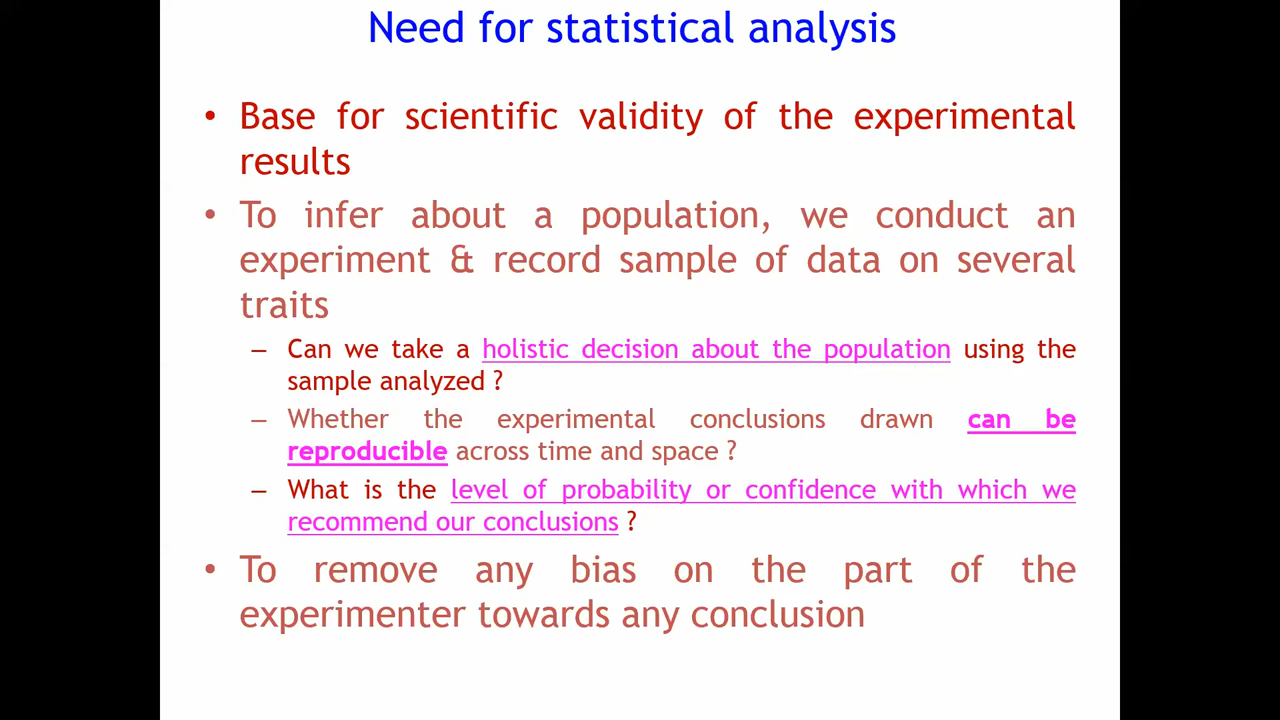 Need for statistical analysis
• Base for scientific validity of the experimental
results
• To infer about a population, we conduct an
experiment & record sample of data on several
traits
– Can we take a holistic decision about the population using the
sample analyzed ?
– Whether the experimental conclusions drawn can be
reproducible across time and space ?
– What is the level of probability or confidence with which we
recommend our conclusions ?
• To remove any bias on the part of the
experimenter towards any conclusion